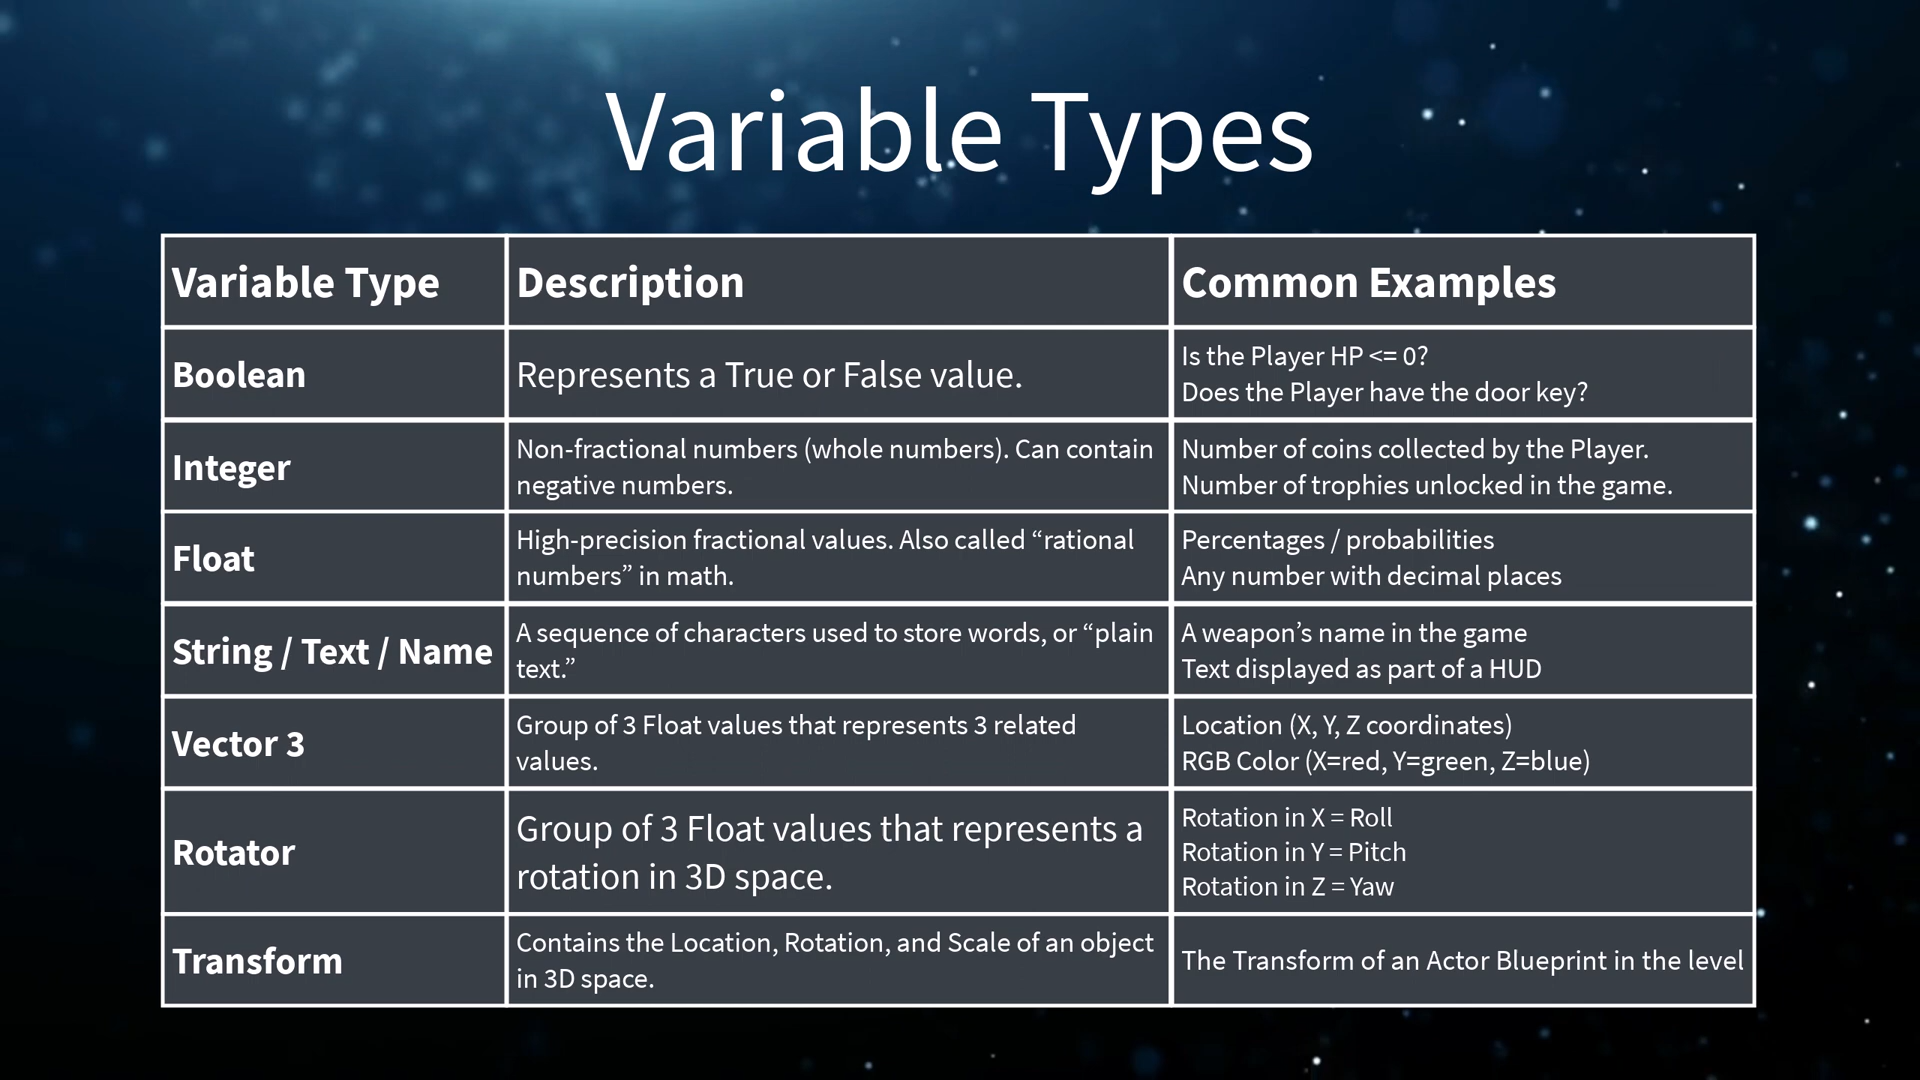 Variable Types
Variable Type
Description
Common Examples
Boolean
Represents a True or False value.
Is the Player HP <= 0?
Does the Player have the door key?
Integer
Non-fractional numbers (whole numbers). Can contain
negative numbers.
Number of coins collected by the Player.
Number of trophies unlocked in the game.
Float
High-precision fractional values. Also called “rational
numbers” in math.
Percentages / probabilities
Any number with decimal places
String / Text / Name
A sequence of characters used to store words, or “plain
text.”
A weapon’s name in the game
Text displayed as part of a HUD
Vector 3
Group of 3 Float values that represents 3 related
values.
Location (X, Y, Z coordinates)
RGB Color (X=red, Y=green, Z=blue)
Rotator
Group of 3 Float values that represents a
rotation in 3D space.
Rotation in X = Roll
Rotation in Y = Pitch
Rotation in Z = Yaw
Transform
Contains the Location, Rotation, and Scale of an object
in 3D space.
The Transform of an Actor Blueprint in the level